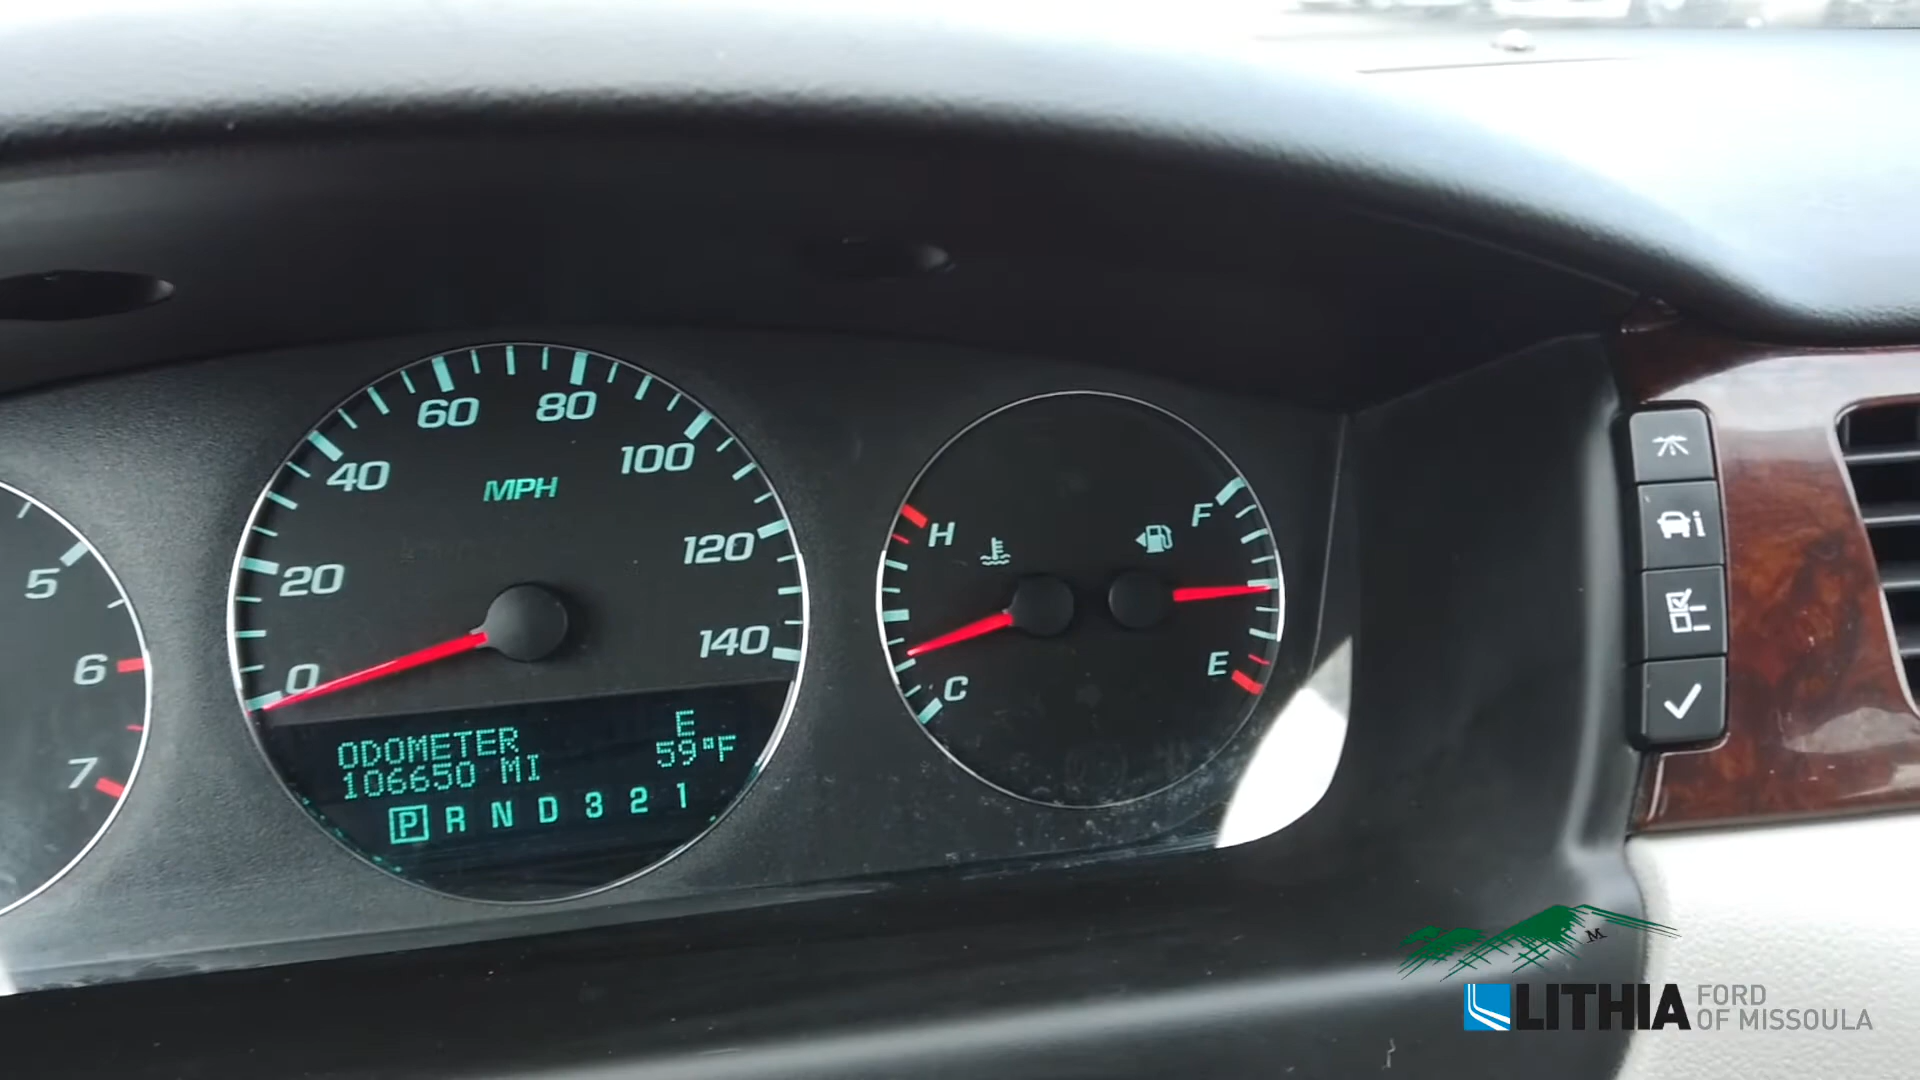 5
6
7
0
20
40
60
80
100
120
140
MPH
ODOMETER
106650 MI
E
59°F
P R N D 3 2 1
H
C
F
E
i
M
LITHIA FORD
OF MISSOULA